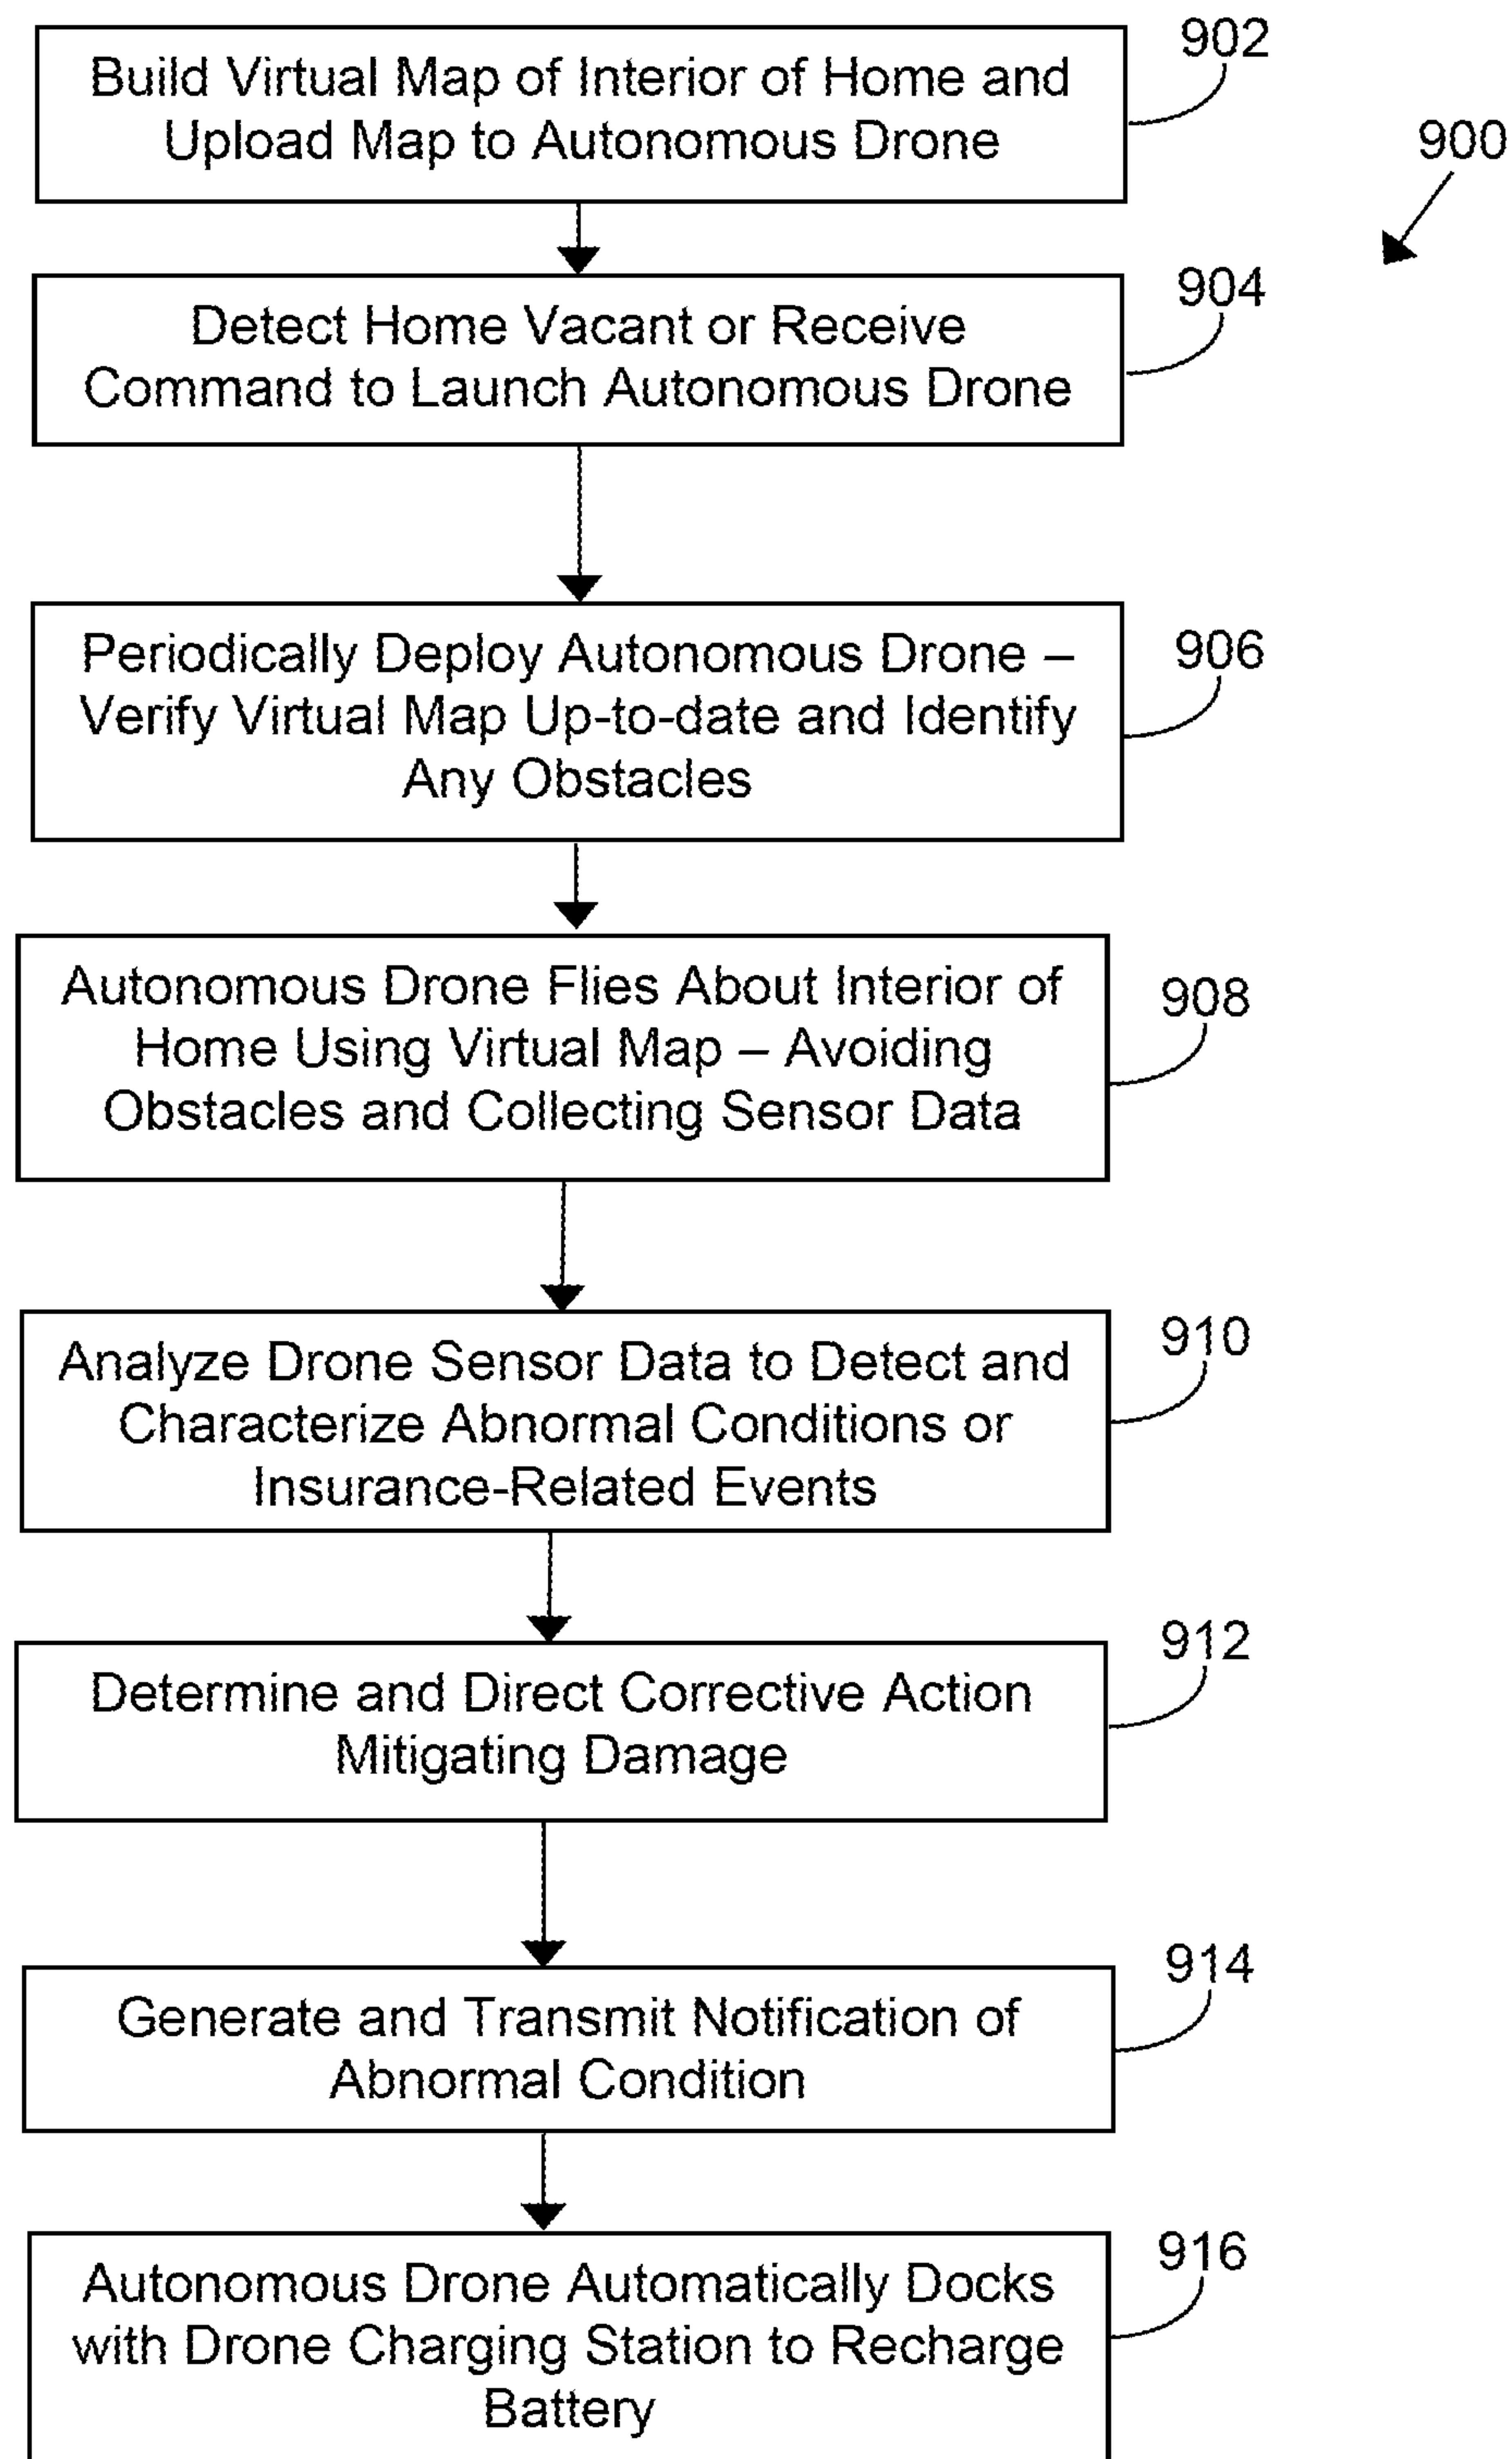 Build Virtual Map of Interior of Home and
Upload Map to Autonomous Drone
902
900
Detect Home Vacant or Receive
Command to Launch Autonomous Drone
904
Periodically Deploy Autonomous Drone –
Verify Virtual Map Up-to-date and Identify
Any Obstacles
906
Autonomous Drone Flies About Interior of
Home Using Virtual Map – Avoiding
Obstacles and Collecting Sensor Data
908
Analyze Drone Sensor Data to Detect and
Characterize Abnormal Conditions or
Insurance-Related Events
910
Determine and Direct Corrective Action
Mitigating Damage
912
Generate and Transmit Notification of
Abnormal Condition
914
Autonomous Drone Automatically Docks
with Drone Charging Station to Recharge
Battery
916